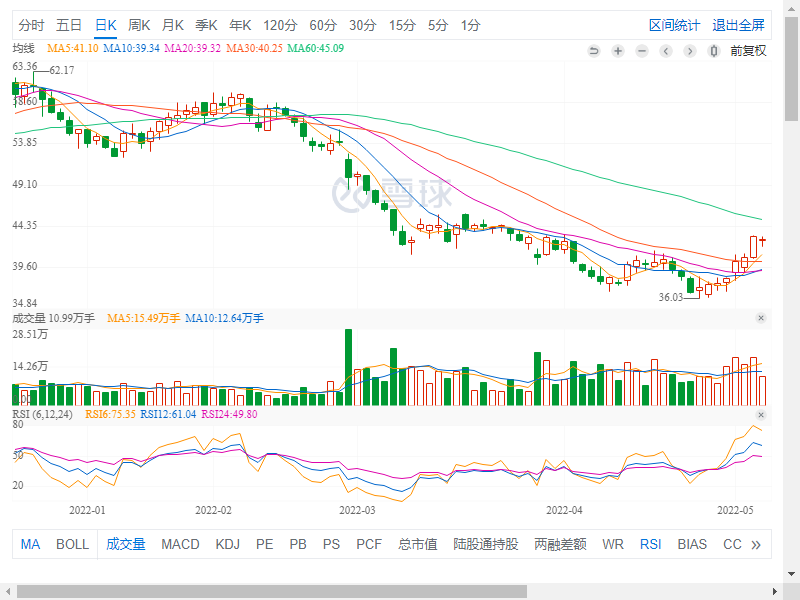 分时 五日 日K 周K 月K 季K 年K 120分 60分 30分 15分 5分 1分 区间统计 退出全屏
均线 MA5:41.10 MA10:39.34 MA20:39.32 MA30:40.25 MA60:45.09 前复权
63.36
62.17
58.60
53.85
49.10
雪球
44.35
39.60
36.03
34.84
成交量 10.99万手 MA5:15.49万手 MA10:12.64万手
28.51万
14.26万
RSI (6,12,24) RSI6:75.35 RSI12:61.04 RSI24:49.80
80
50
20
2022-01 2022-02 2022-03 2022-04 2022-05
MA BOLL 成交量 MACD KDJ PE PB PS PCF 总市值 陆股通持股 两融差额 WR RSI BIAS CC »